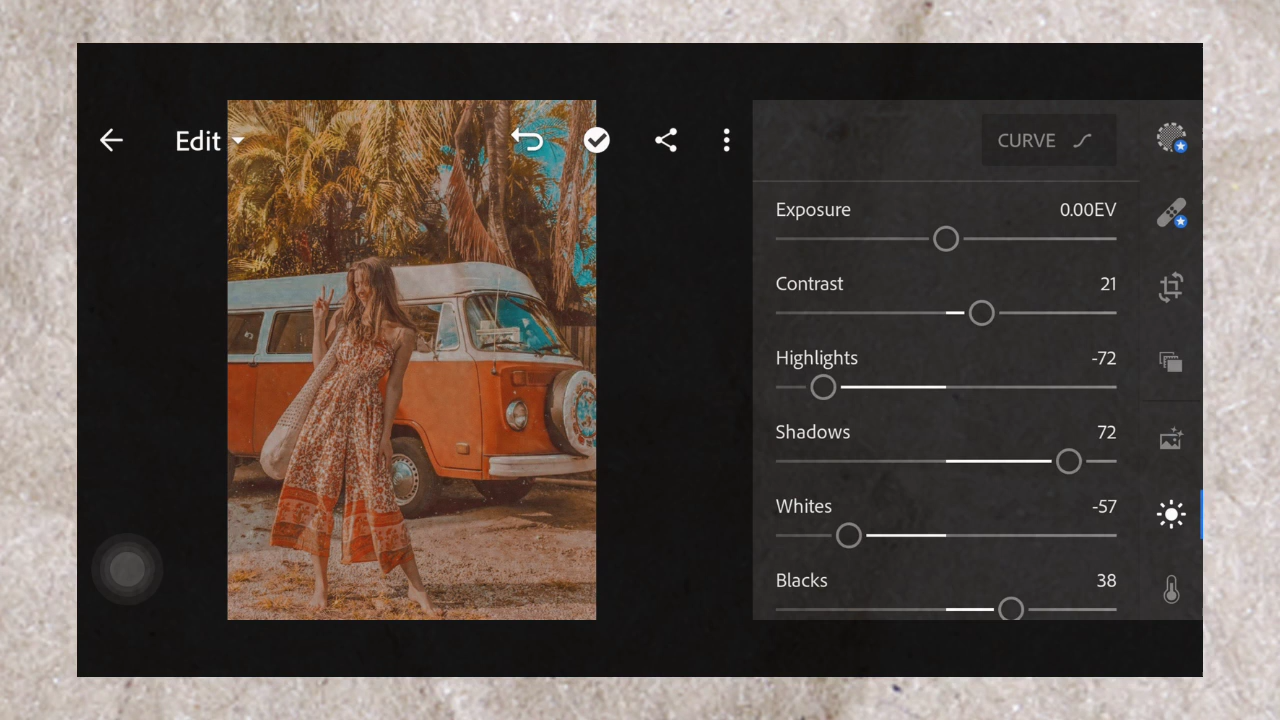 Edit
CURVE
Exposure 0.00EV
Contrast 21
Highlights -72
Shadows 72
Whites -57
Blacks 38